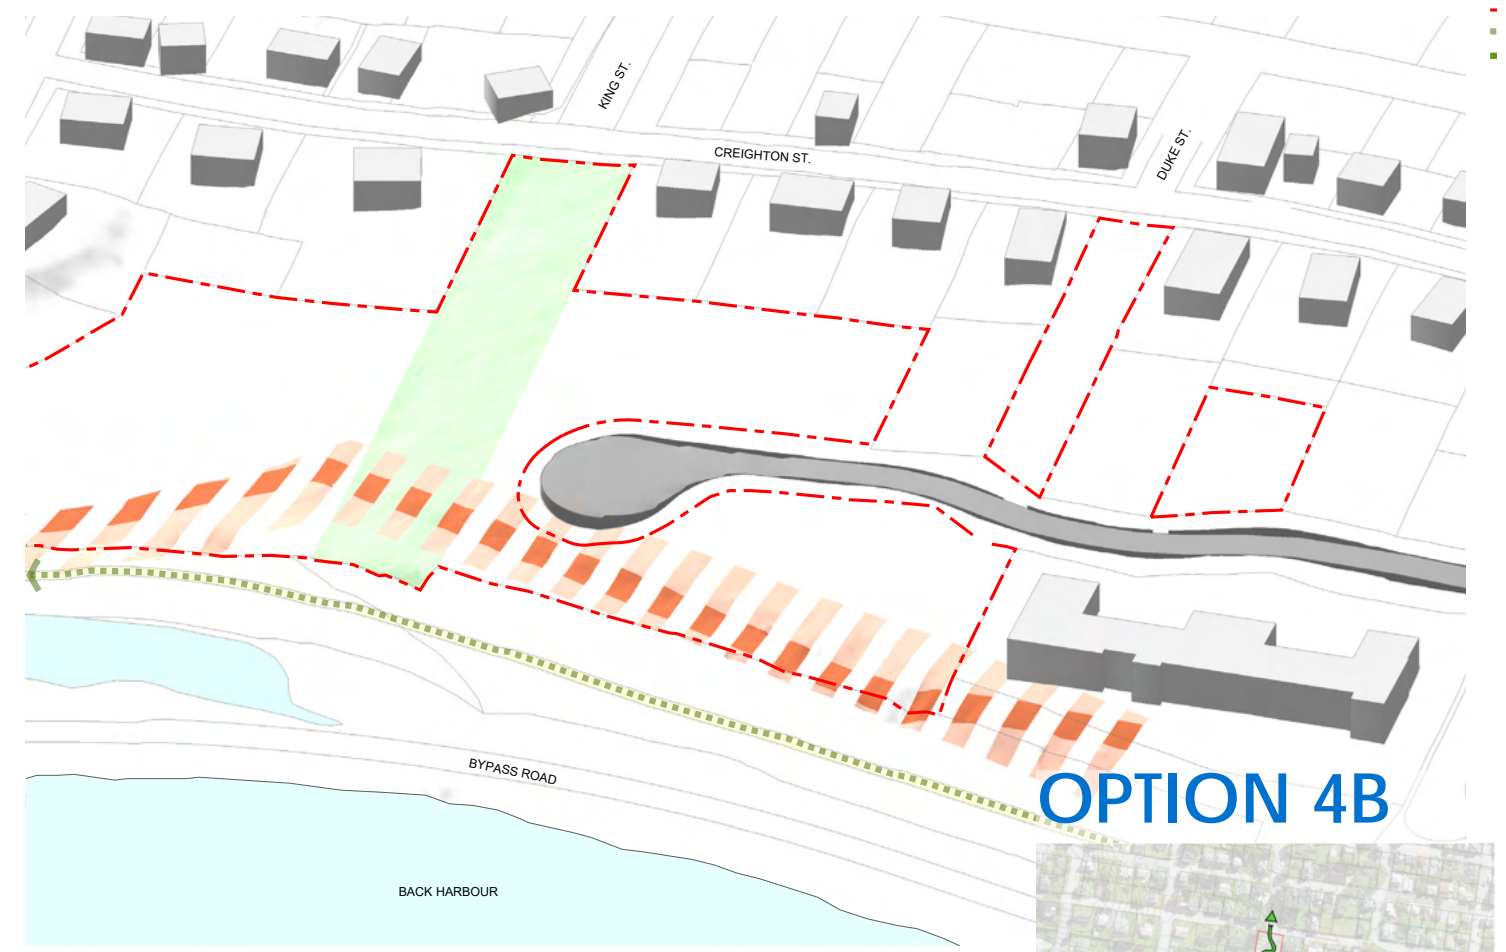 KING ST.
CREIGHTON ST.
DUKE ST.
BYPASS ROAD
OPTION 4B
BACK HARBOUR